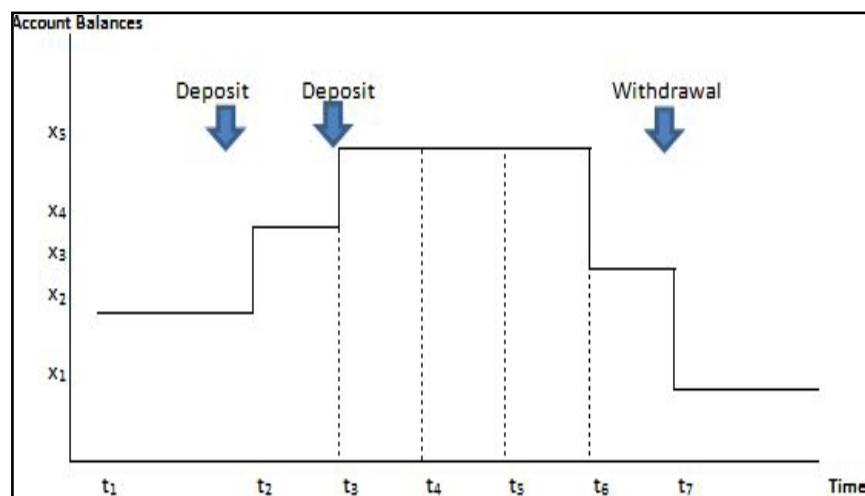 Account Balances
Deposit Deposit Withdrawal
x₅
x₄
x₃
x₂
x₁
t₁ t₂ t₃ t₄ t₅ t₆ t₇ Time